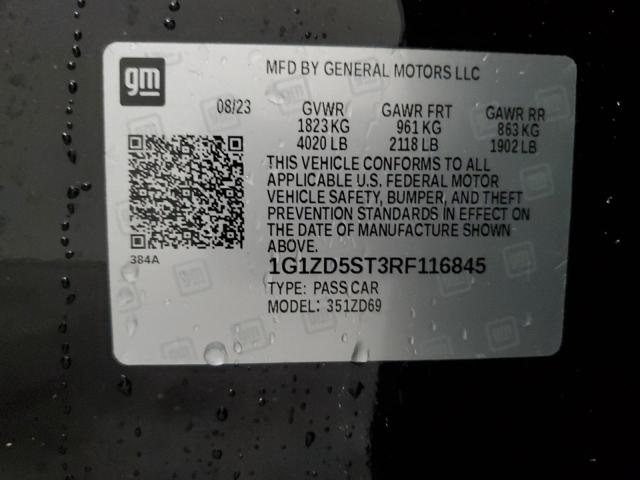 gm
MFD BY GENERAL MOTORS LLC
08/23 GVWR GAWR FRT GAWR RR
1823 KG 961 KG 863 KG
4020 LB 2118 LB 1902 LB
THIS VEHICLE CONFORMS TO ALL
APPLICABLE U.S. FEDERAL MOTOR
VEHICLE SAFETY, BUMPER, AND THEFT
PREVENTION STANDARDS IN EFFECT ON
THE DATE OF MANUFACTURE SHOWN
ABOVE.
384A
1G1ZD5ST3RF116845
TYPE: PASS CAR
MODEL: 351ZD69